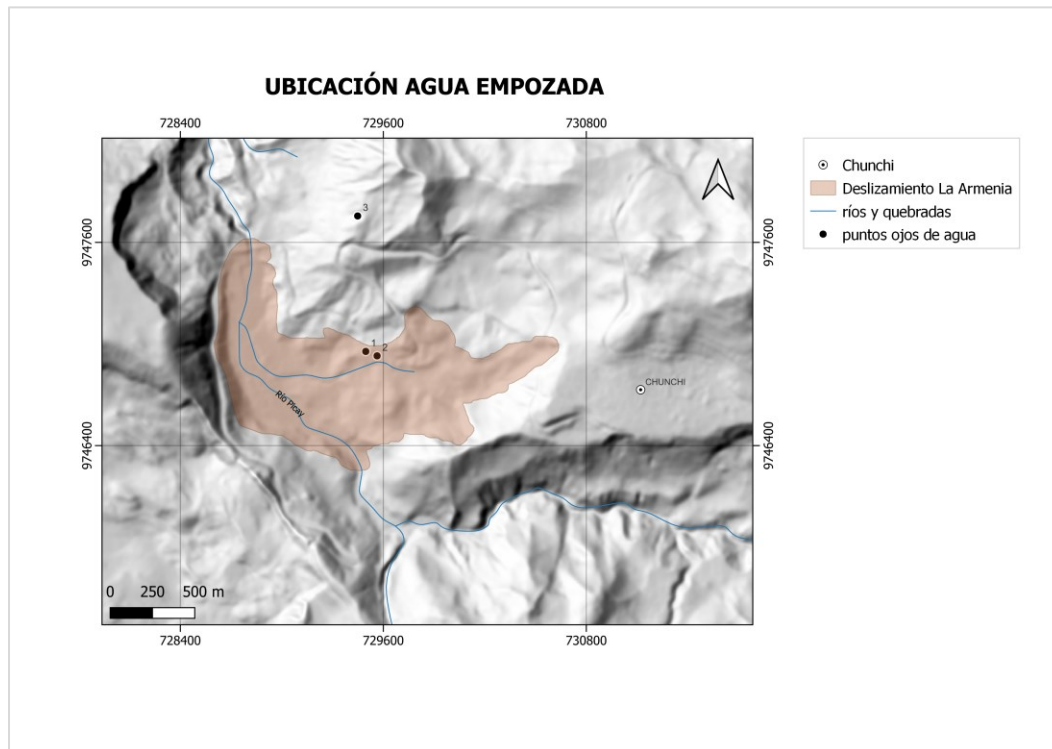 UBICACIÓN AGUA EMPOZADA
728400 729600 730800
Chunchi
Deslizamiento La Armenia
ríos y quebradas
puntos ojos de agua
3
9747600 9747600
1
2
CHUNCHI
Río Picay
9746400 9746400
0 250 500 m
728400 729600 730800